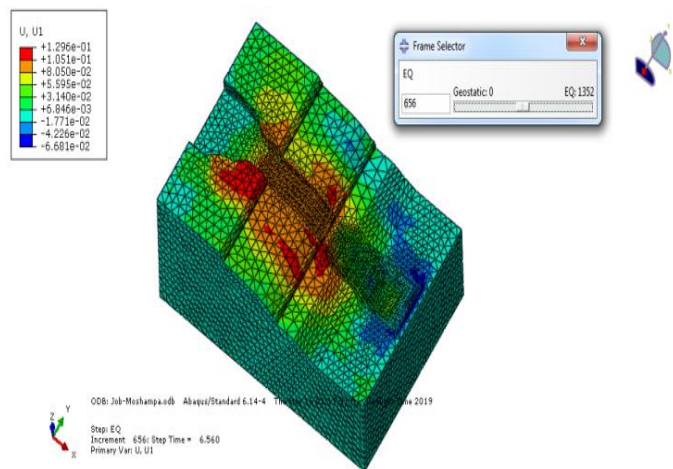 U, U1
+1.296e-01
+1.051e-01
+8.050e-02
+5.595e-02
+3.140e-02
+6.846e-03
-1.771e-02
-4.226e-02
-6.681e-02
Frame Selector
EQ
Geostatic: 0 EQ: 1352
656
ODB: Job-Moshampa.odb Abaqus/Standard 6.14-4 Time 2019
Z Y
X
Step: EQ
Increment 656: Step Time = 6.560
Primary Var: U, U1